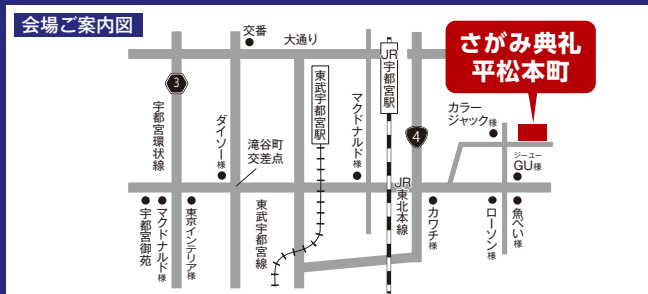 会場ご案内図
交番
大通り
さがみ典礼
平松本町
3
宇都宮環状線
ダイソー様
滝谷町
交差点
東武宇都宮駅
マクドナルド様
JR宇都宮駅
4
カラー
ジャック様
ジーユー
GU様
宇都宮御苑
マクドナルド様
東京インテリア様
東武宇都宮線
JR東北本線
カワチ様
ローソン様
魚べい様